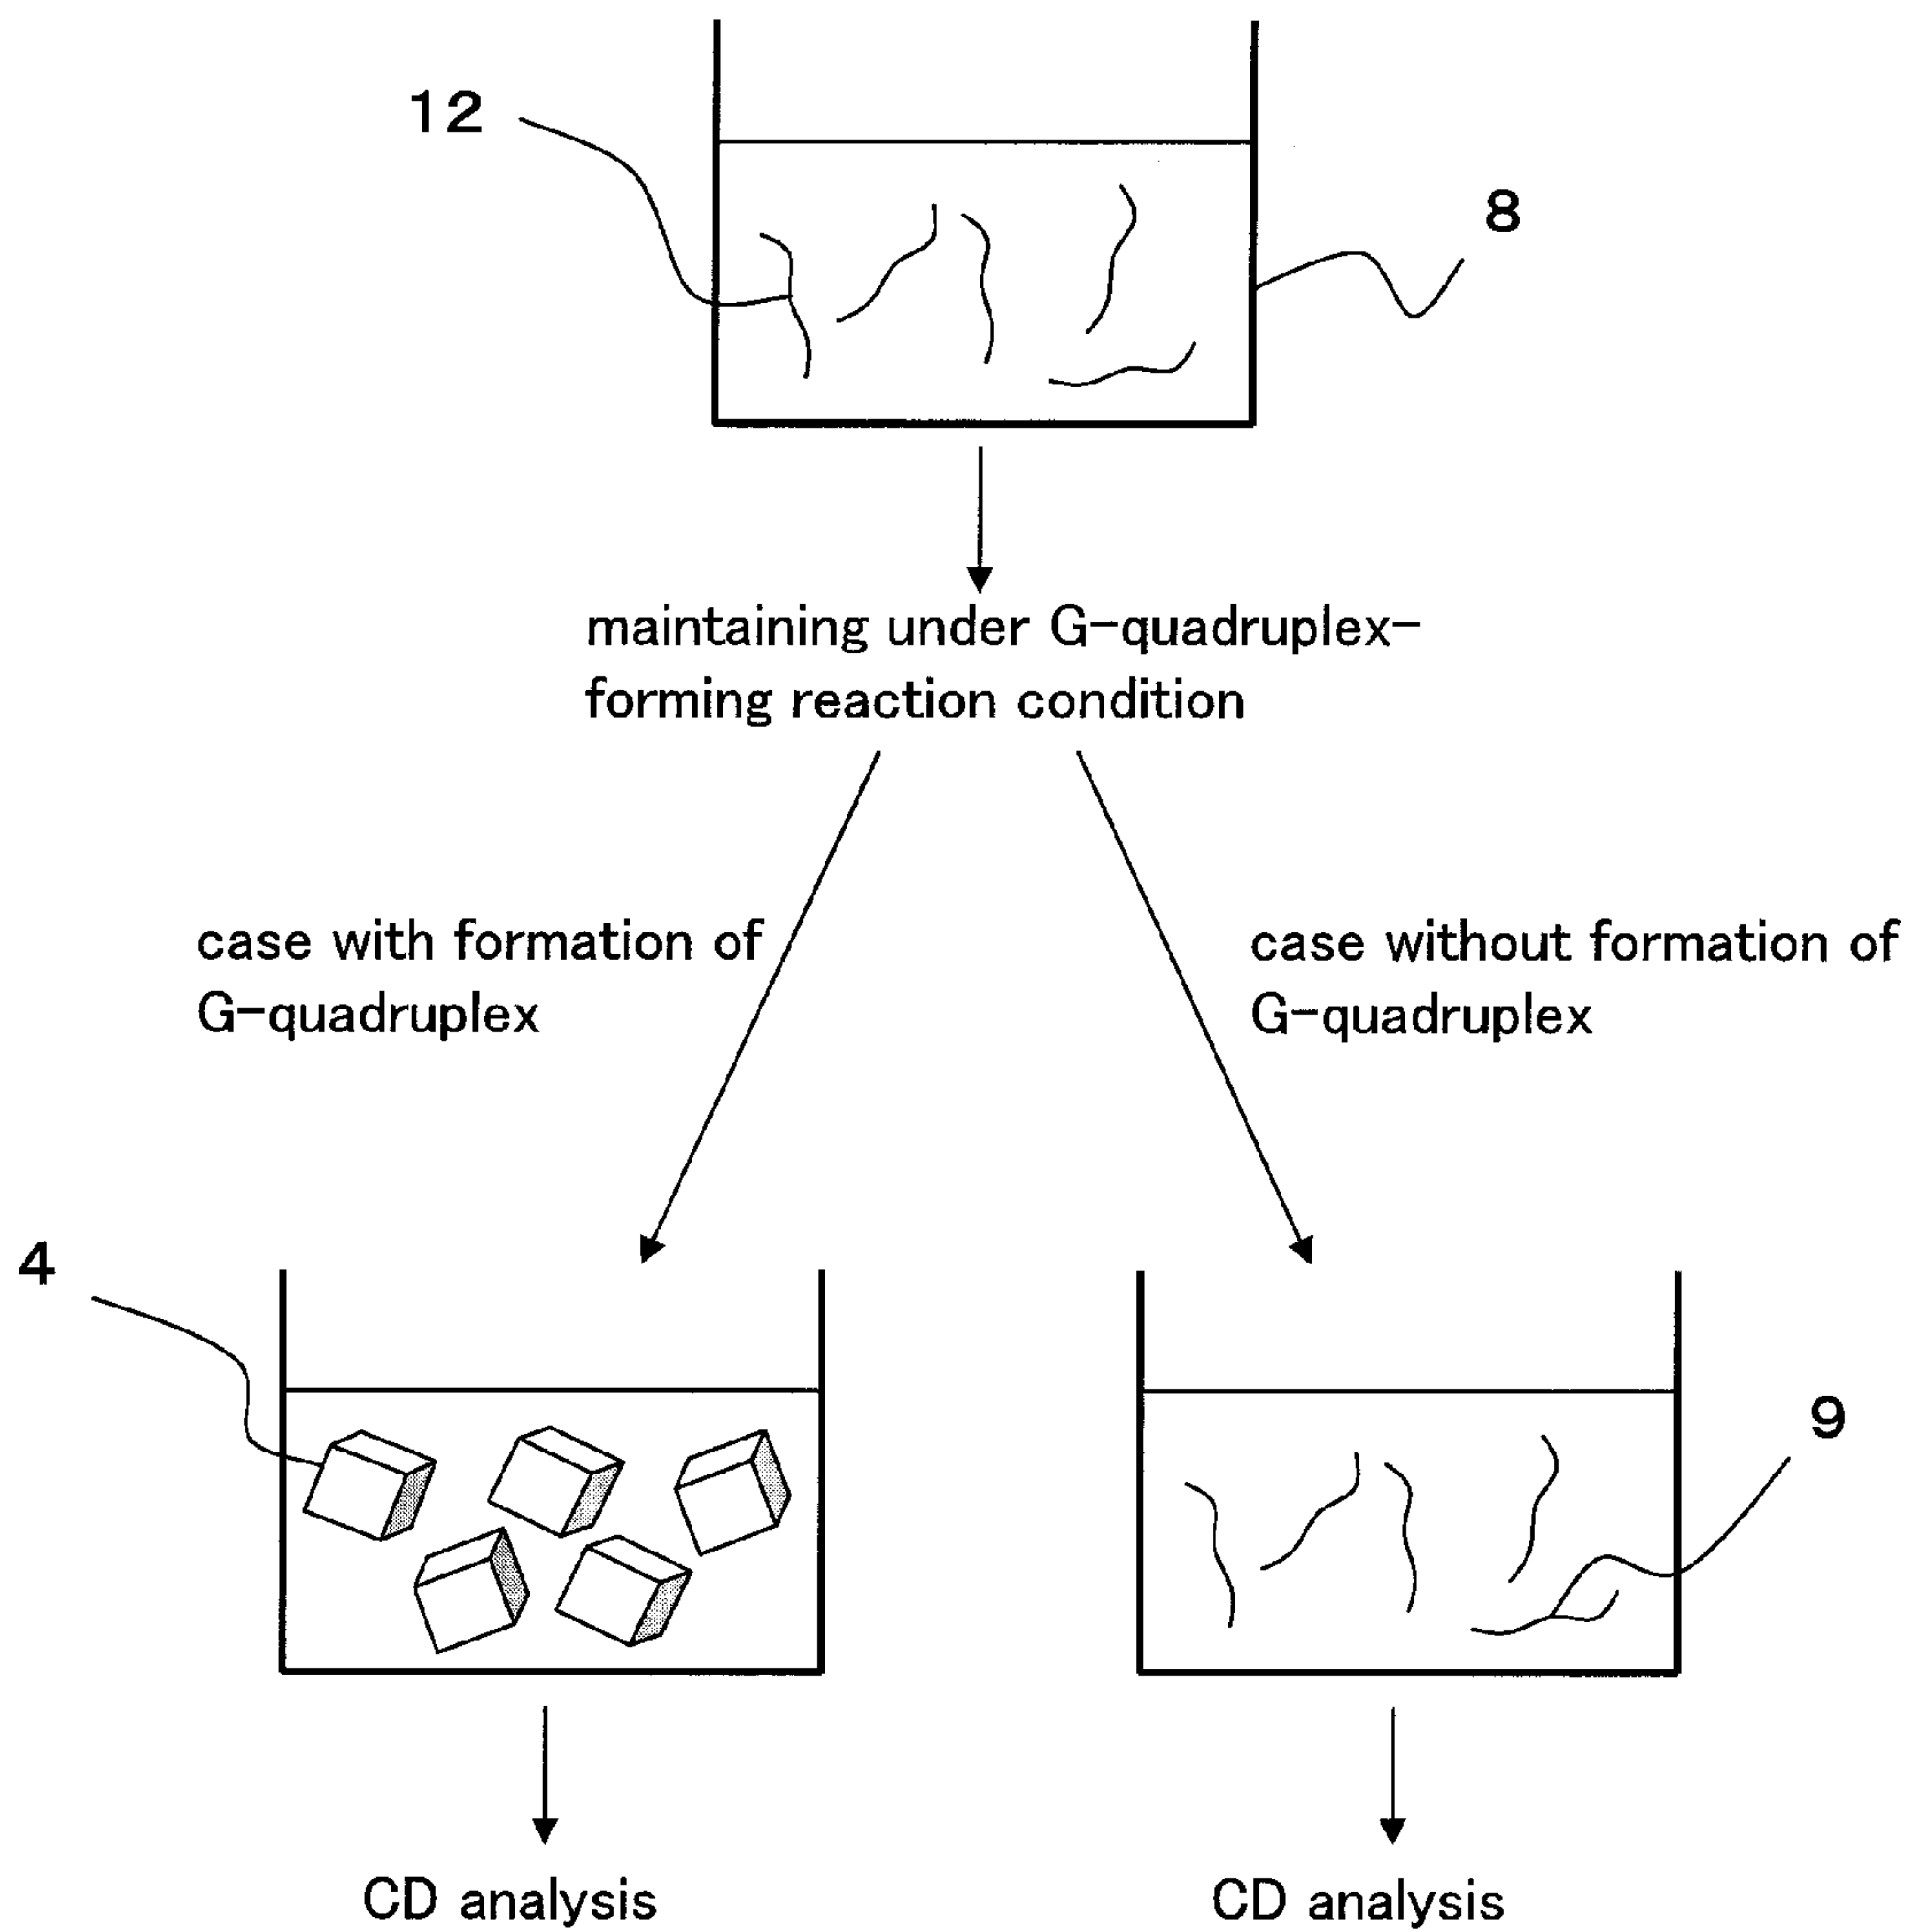 12
8
maintaining under G-quadruplex-
forming reaction condition
case with formation of
G-quadruplex
case without formation of
G-quadruplex
4
9
CD analysis
CD analysis